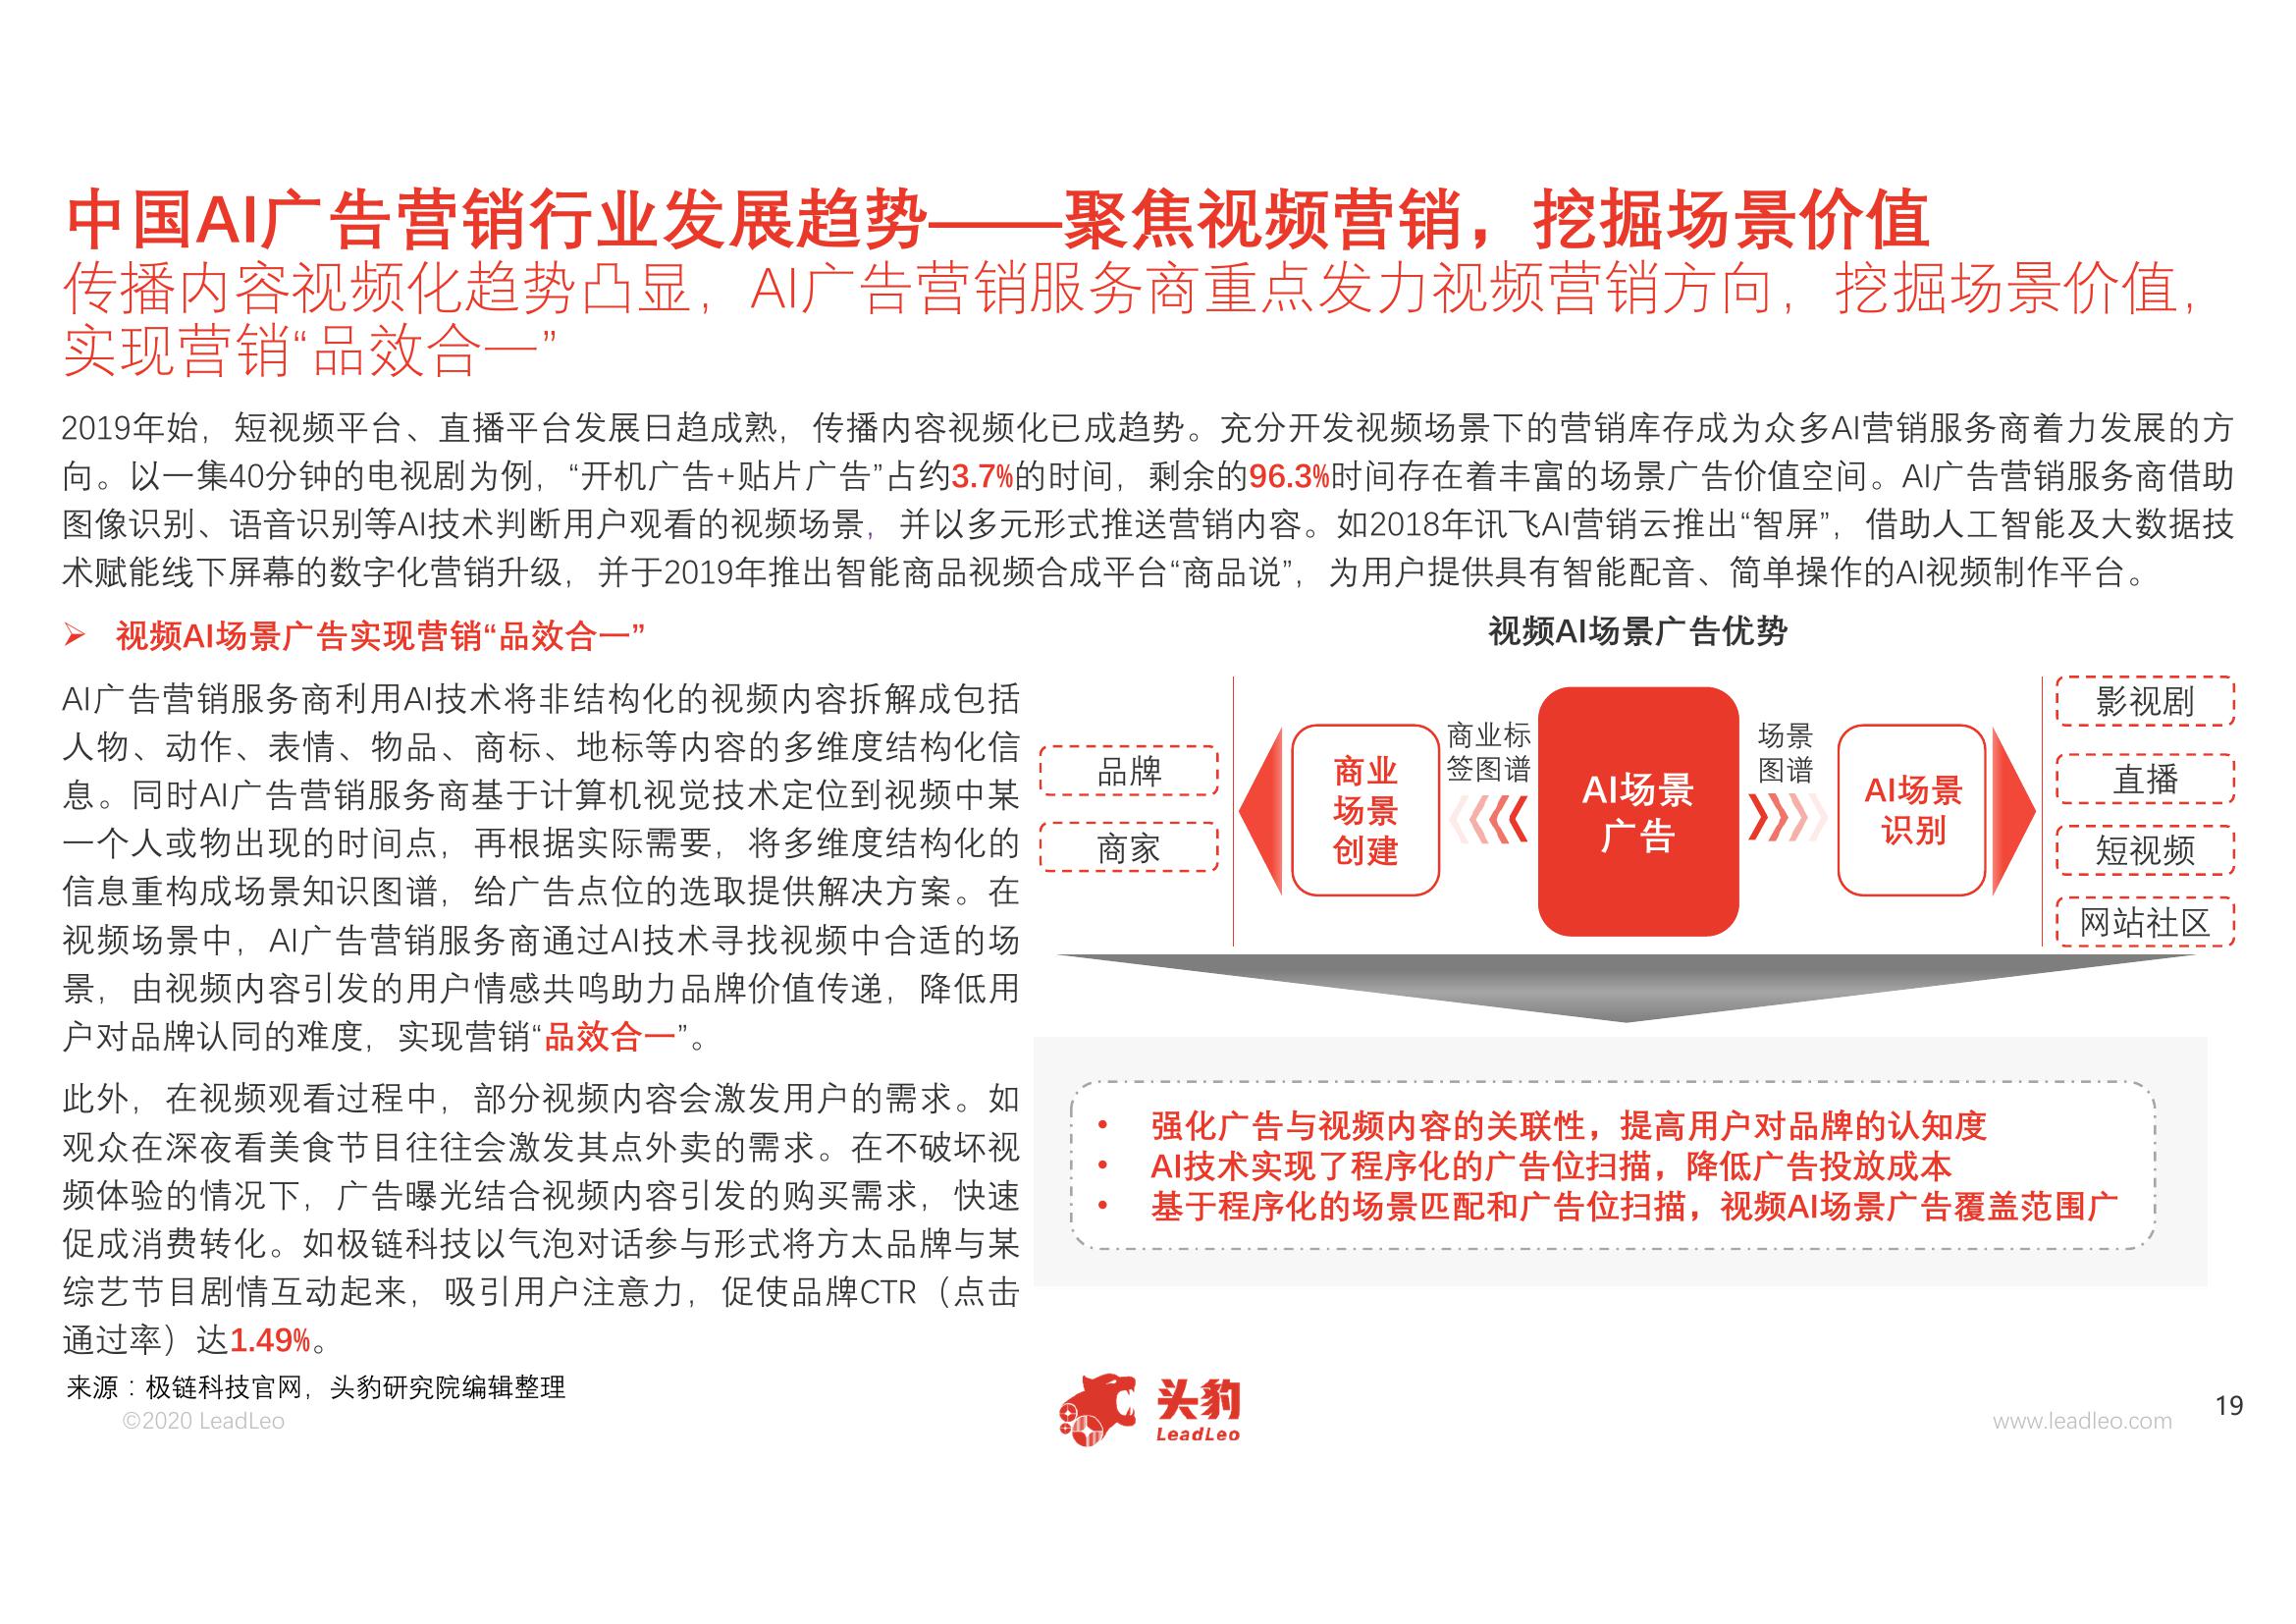 中国AI广告营销行业发展趋势——聚焦视频营销，挖掘场景价值
传播内容视频化趋势凸显，AI广告营销服务商重点发力视频营销方向，挖掘场景价值，
实现营销“品效合一”
2019年始，短视频平台、直播平台发展日趋成熟，传播内容视频化已成趋势。充分开发视频场景下的营销库存成为众多AI营销服务商着力发展的方
向。以一集40分钟的电视剧为例，“开机广告+贴片广告”占约3.7%的时间，剩余的96.3%时间存在着丰富的场景广告价值空间。AI广告营销服务商借助
图像识别、语音识别等AI技术判断用户观看的视频场景，并以多元形式推送营销内容。如2018年讯飞AI营销云推出“智屏”，借助人工智能及大数据技
术赋能线下屏幕的数字化营销升级，并于2019年推出智能商品视频合成平台“商品说”，为用户提供具有智能配音、简单操作的AI视频制作平台。
➢ 视频AI场景广告实现营销“品效合一”
AI广告营销服务商利用AI技术将非结构化的视频内容拆解成包括
人物、动作、表情、物品、商标、地标等内容的多维度结构化信
息。同时AI广告营销服务商基于计算机视觉技术定位到视频中某
一个人或物出现的时间点，再根据实际需要，将多维度结构化的
信息重构成场景知识图谱，给广告点位的选取提供解决方案。在
视频场景中，AI广告营销服务商通过AI技术寻找视频中合适的场
景，由视频内容引发的用户情感共鸣助力品牌价值传递，降低用
户对品牌认同的难度，实现营销“品效合一”。
此外，在视频观看过程中，部分视频内容会激发用户的需求。如
观众在深夜看美食节目往往会激发其点外卖的需求。在不破坏视
频体验的情况下，广告曝光结合视频内容引发的购买需求，快速
促成消费转化。如极链科技以气泡对话参与形式将方太品牌与某
综艺节目剧情互动起来，吸引用户注意力，促使品牌CTR（点击
通过率）达1.49%。
视频AI场景广告优势
品牌
商家
商业
场景
创建
商业标
签图谱
AI场景
广告
场景
图谱
AI场景
识别
影视剧
直播
短视频
网站社区
• 强化广告与视频内容的关联性，提高用户对品牌的认知度
• AI技术实现了程序化的广告位扫描，降低广告投放成本
• 基于程序化的场景匹配和广告位扫描，视频AI场景广告覆盖范围广
来源：极链科技官网，头豹研究院编辑整理
©2020 LeadLeo
头豹
LeadLeo
www.leadleo.com
19